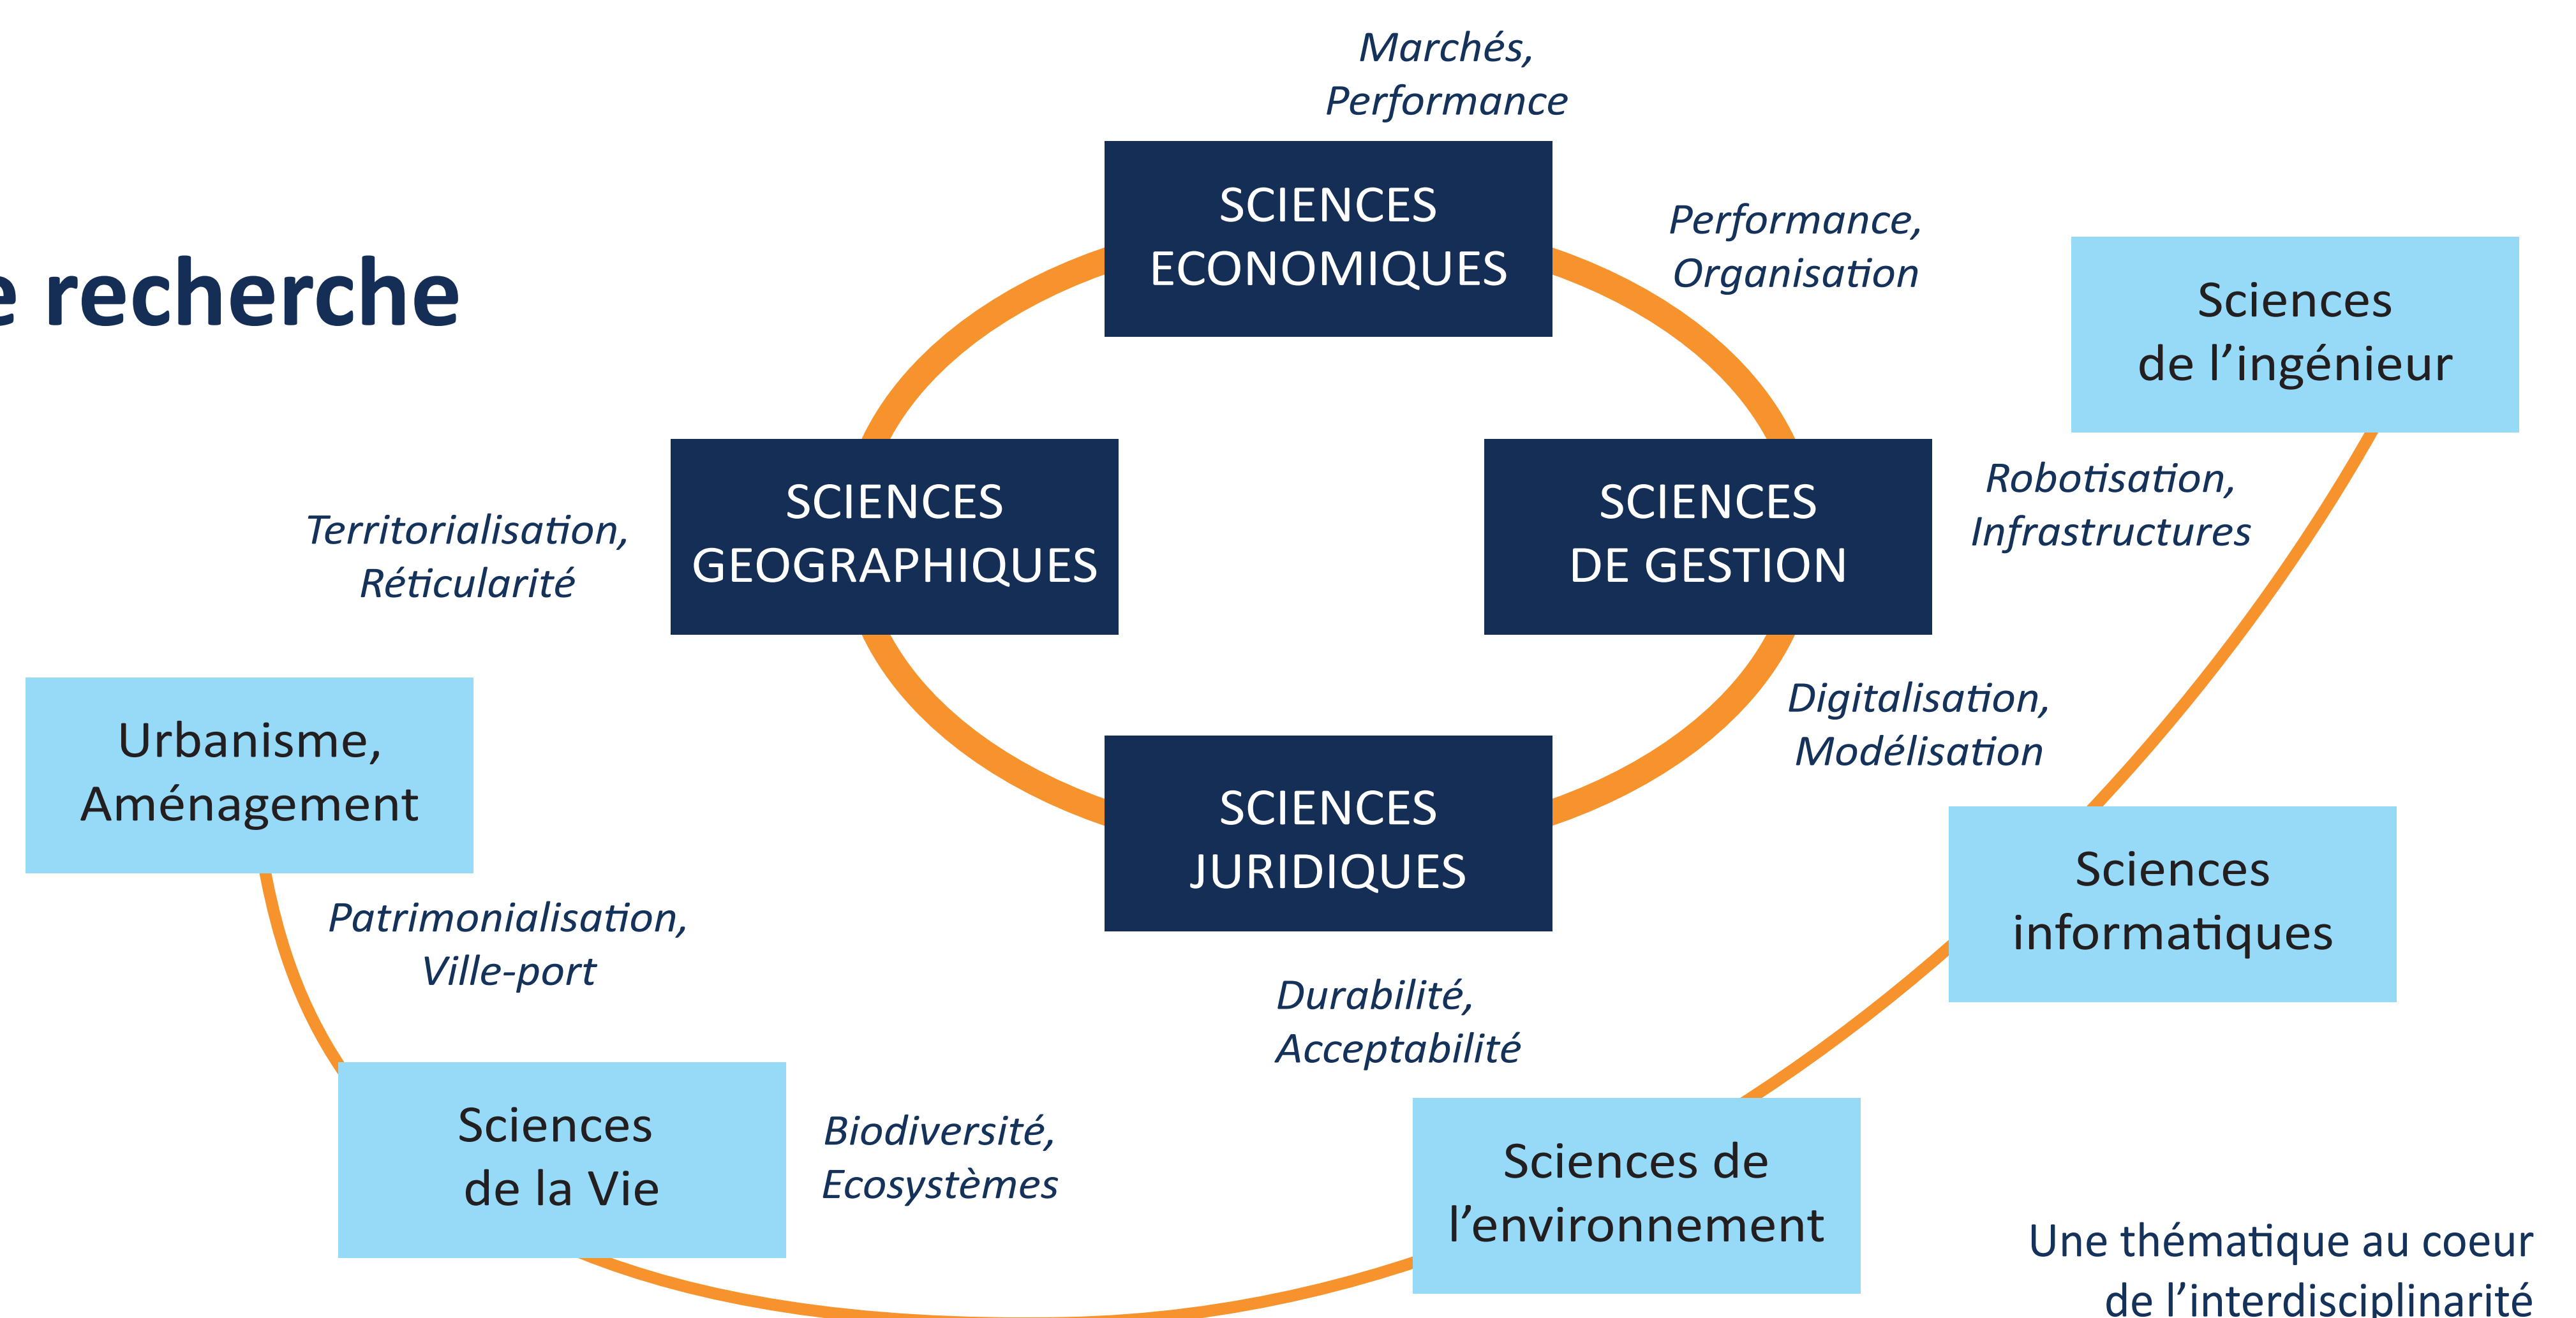 Marchés,
Performance
SCIENCES
ECONOMIQUES
Performance,
Organisation
Sciences
de l’ingénieur
e recherche
SCIENCES
GEOGRAPHIQUES
SCIENCES
DE GESTION
Robotisation,
Infrastructures
Territorialisation,
Réticularité
Urbanisme,
Aménagement
Digitalisation,
Modélisation
SCIENCES
JURIDIQUES
Sciences
informatiques
Patrimonialisation,
Ville-port
Durabilité,
Acceptabilité
Sciences
de la Vie
Biodiversité,
Ecosystèmes
Sciences de
l’environnement
Une thématique au coeur
de l’interdisciplinarité